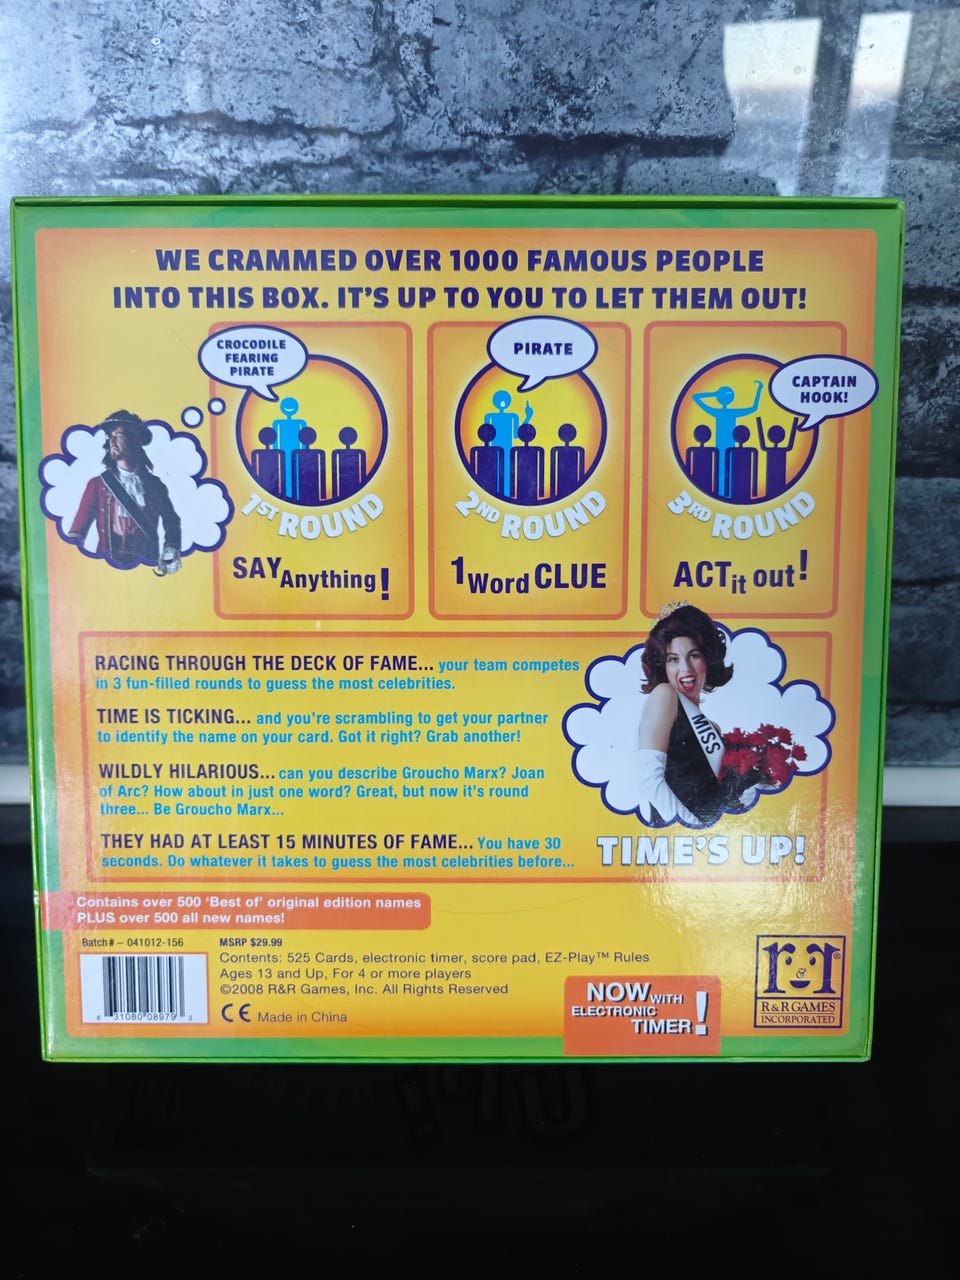 WE CRAMMED OVER 1000 FAMOUS PEOPLE
INTO THIS BOX. IT'S UP TO YOU TO LET THEM OUT!
CROCODILE
FEARING
PIRATE
1ST ROUND
SAY Anything!
PIRATE
2ND ROUND
1 Word CLUE
CAPTAIN
HOOK!
3RD ROUND
ACT it out!
RACING THROUGH THE DECK OF FAME... your team competes
in 3 fun-filled rounds to guess the most celebrities.
TIME IS TICKING... and you're scrambling to get your partner
to identify the name on your card. Got it right? Grab another!
WILDLY HILARIOUS... can you describe Groucho Marx? Joan
of Arc? How about in just one word? Great, but now it's round
three... Be Groucho Marx...
THEY HAD AT LEAST 15 MINUTES OF FAME... You have 30
seconds. Do whatever it takes to guess the most celebrities before...
MISS
TIME'S UP!
Contains over 500 'Best of' original edition names
PLUS over 500 all new names!
Batch# – 041012-156
MSRP $29.99
Contents: 525 Cards, electronic timer, score pad, EZ-Play™ Rules
Ages 13 and Up, For 4 or more players
©2008 R&R Games, Inc. All Rights Reserved
CE Made in China
6 31080 08979 3
NOW WITH
ELECTRONIC
TIMER!
r&r®
R&R GAMES
INCORPORATED